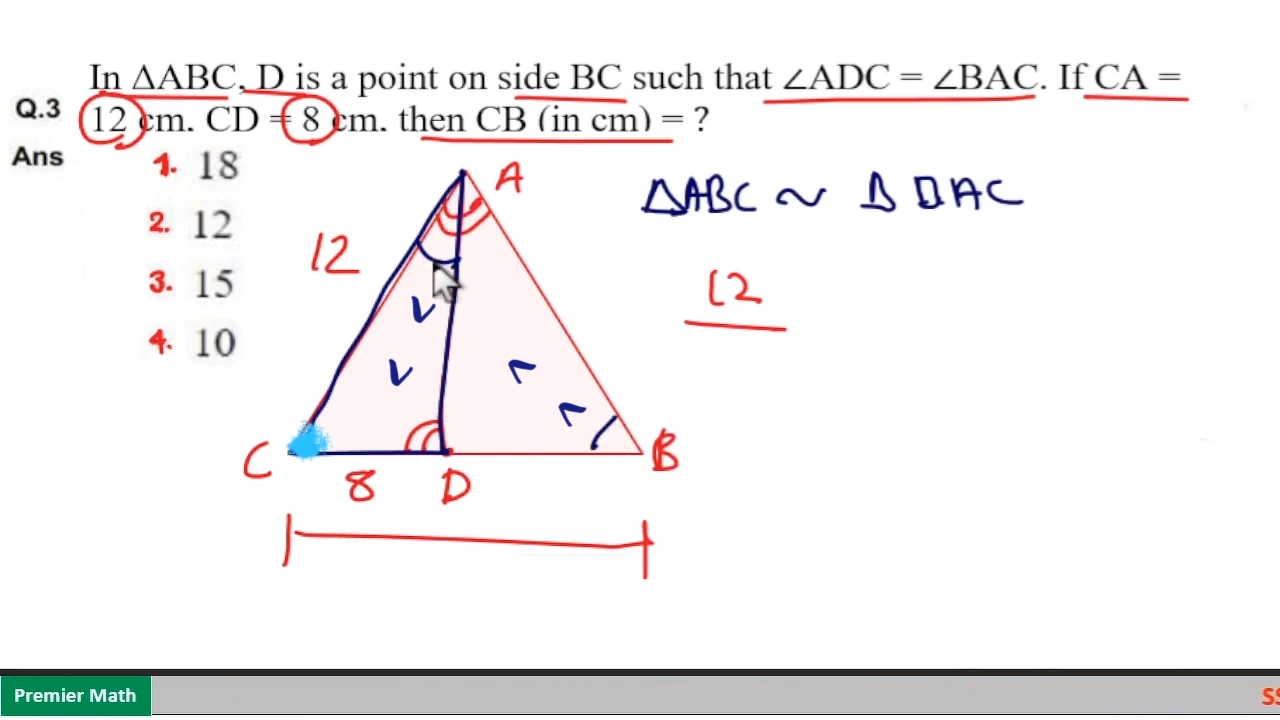 In ΔABC, D is a point on side BC such that ∠ADC = ∠BAC. If CA =
Q.3 12 cm. CD = 8 cm. then CB (in cm) = ?
Ans
1. 18
2. 12
3. 15
4. 10
A
ΔABC ~ ΔDAC
12
12
C
B
8
D
Premier Math
SS